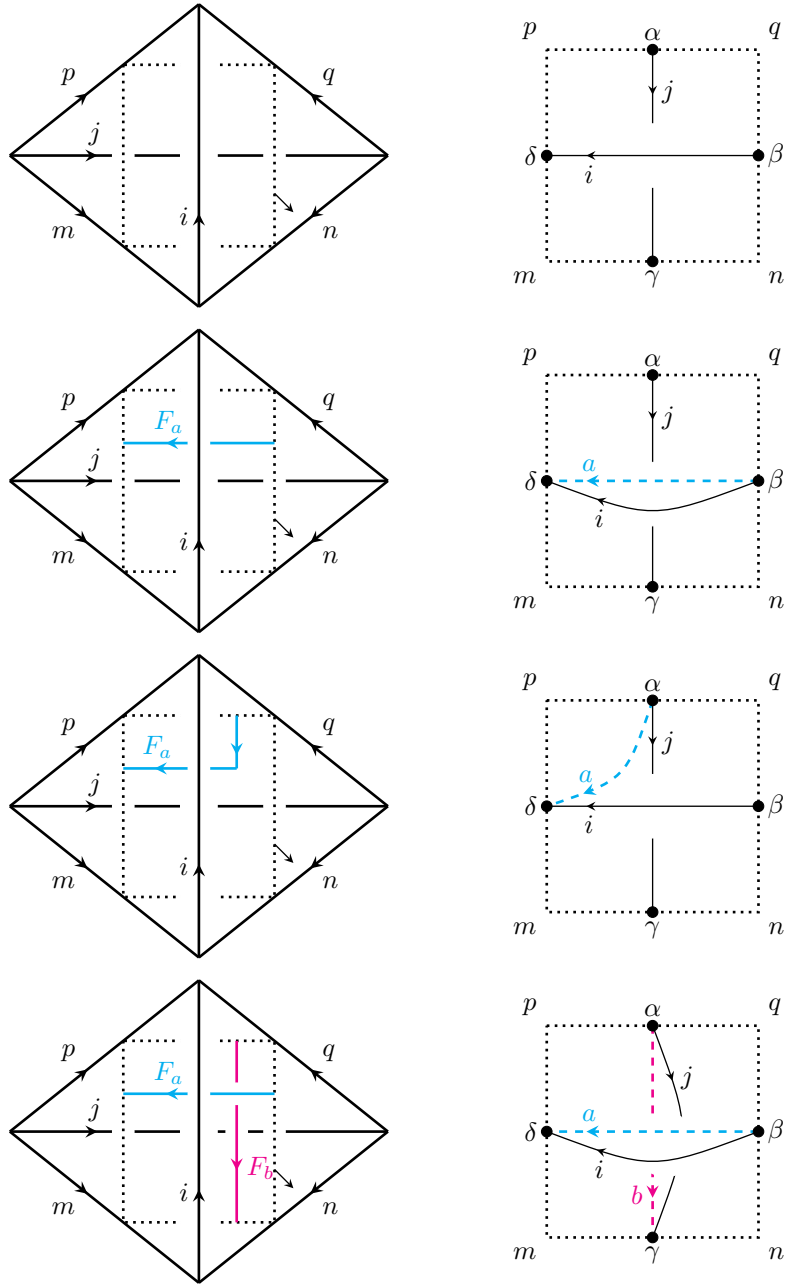 p q j i m n
p α q j δ β i m γ n
p q F_a j i m n
p α q j a δ β i m γ n
p q F_a j i m n
p α q j a δ β i m γ n
p q F_a j F_b i m n
p α q j a δ β i b m γ n